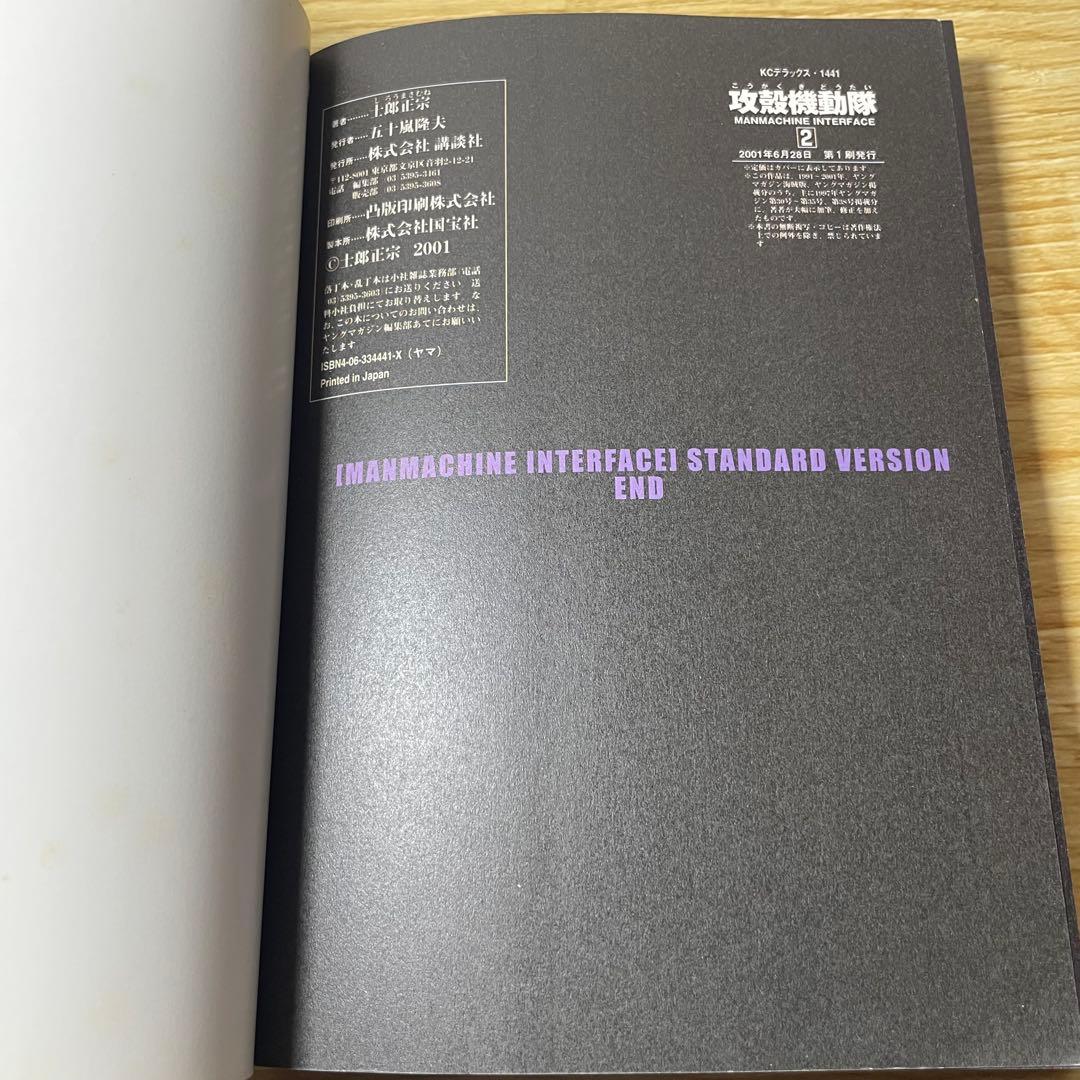 KCデラックス・1441
こうかくきどうたい
攻殻機動隊
MANMACHINE INTERFACE
2
2001年6月28日 第1刷発行
※定価はカバーに表示してあります
※この作品は、1991〜2001年、ヤング
マガジン海賊版、ヤングマガジン掲
載分のうち、主に1997年ヤングマガ
ジン第30号〜第35号、第38号掲載分
に、著者が大幅に加筆、修正を加え
たものです
※本書の無断複写・コピーは著作権法
上での例外を除き、禁じられていま
す
しろうまさむね
著者……士郎正宗
発行者……五十嵐隆夫
発行所……株式会社 講談社
〒112-8001 東京都文京区音羽2-12-21
電話 編集部 03 5395-3461
販売部 03 5395-3608
印刷所……凸版印刷株式会社
製本所……株式会社国宝社
©士郎正宗 2001
落丁本・乱丁本は小社雑誌業務部(電話
(03)5395-3603)にお送りください 送
料小社負担にてお取り替えします な
お、この本についてのお問い合わせは、
ヤングマガジン編集部あてにお願いい
たします
ISBN4-06-334441-X(ヤマ)
Printed in Japan
[MANMACHINE INTERFACE] STANDARD VERSION
END